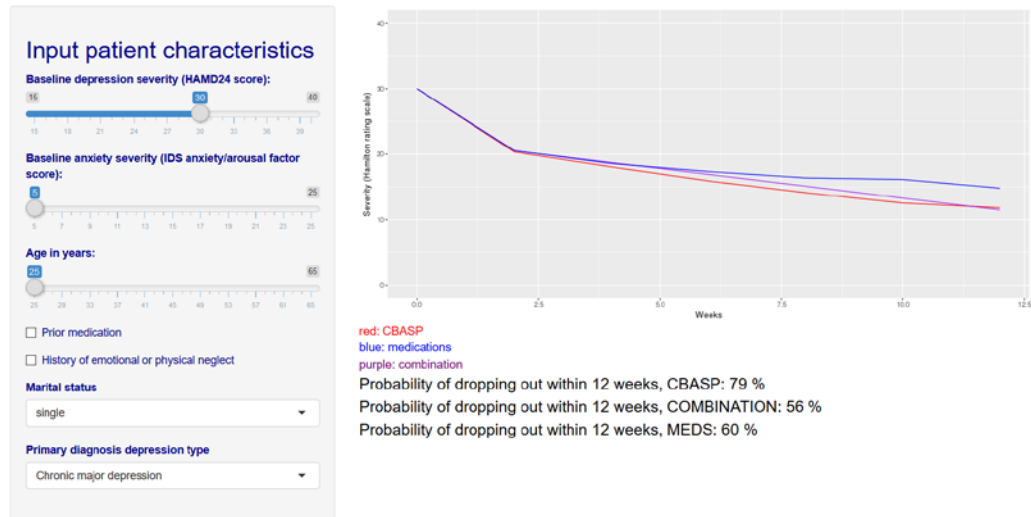 Input patient characteristics
Baseline depression severity (HAMD24 score):
15 30 40
15 18 21 24 27 30 33 36 39
Baseline anxiety severity (IDS anxiety/arousal factor
score):
5 25
5 7 9 11 13 15 17 19 21 23 25
Age in years:
25 65
25 29 33 37 41 45 49 53 57 61 65
Prior medication
History of emotional or physical neglect
Marital status
single
Primary diagnosis depression type
Chronic major depression
Severity (Hamilton rating scale)
40
30
20
10
0
0.0 2.5 5.0 7.5 10.0 12.5
Weeks
red: CBASP
blue: medications
purple: combination
Probability of dropping out within 12 weeks, CBASP: 79 %
Probability of dropping out within 12 weeks, COMBINATION: 56 %
Probability of dropping out within 12 weeks, MEDS: 60 %